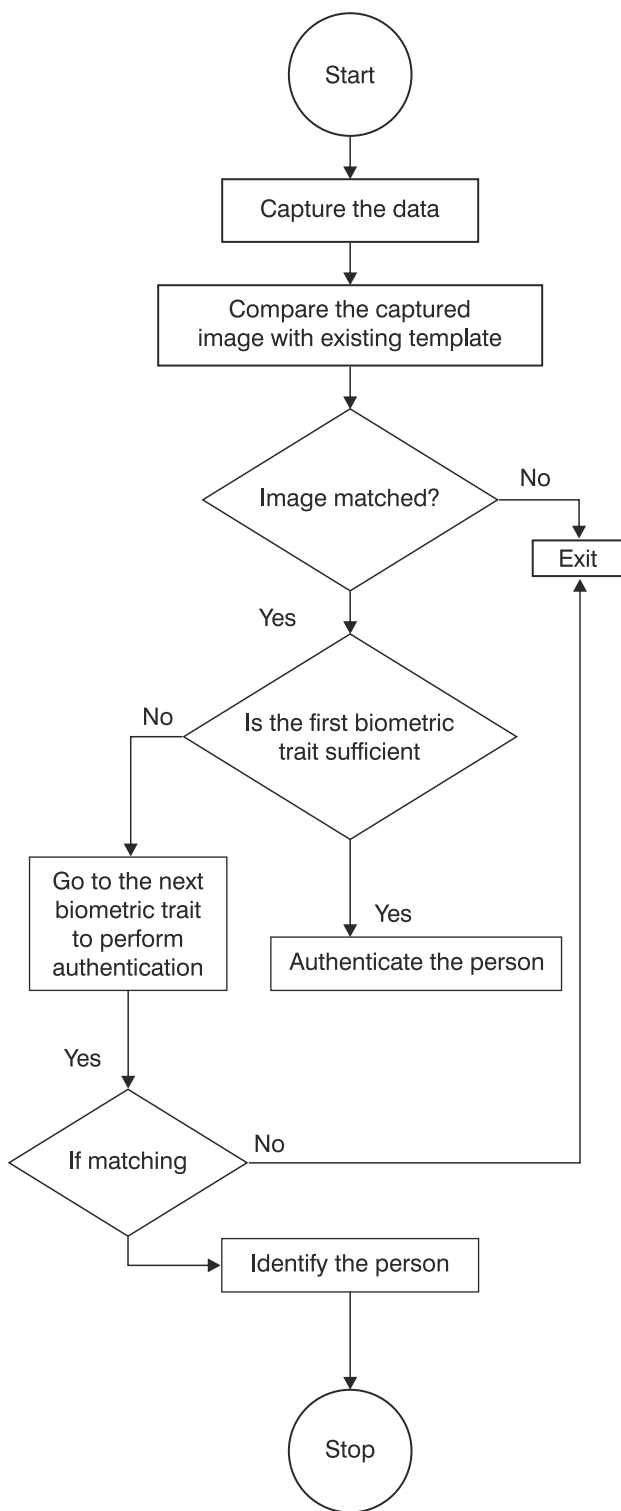 Start
Capture the data
Compare the captured
image with existing template
Image matched?
No
Exit
Yes
Is the first biometric
trait sufficient
No
Go to the next
biometric trait
to perform
authentication
Yes
Authenticate the person
Yes
If matching
No
Identify the person
Stop